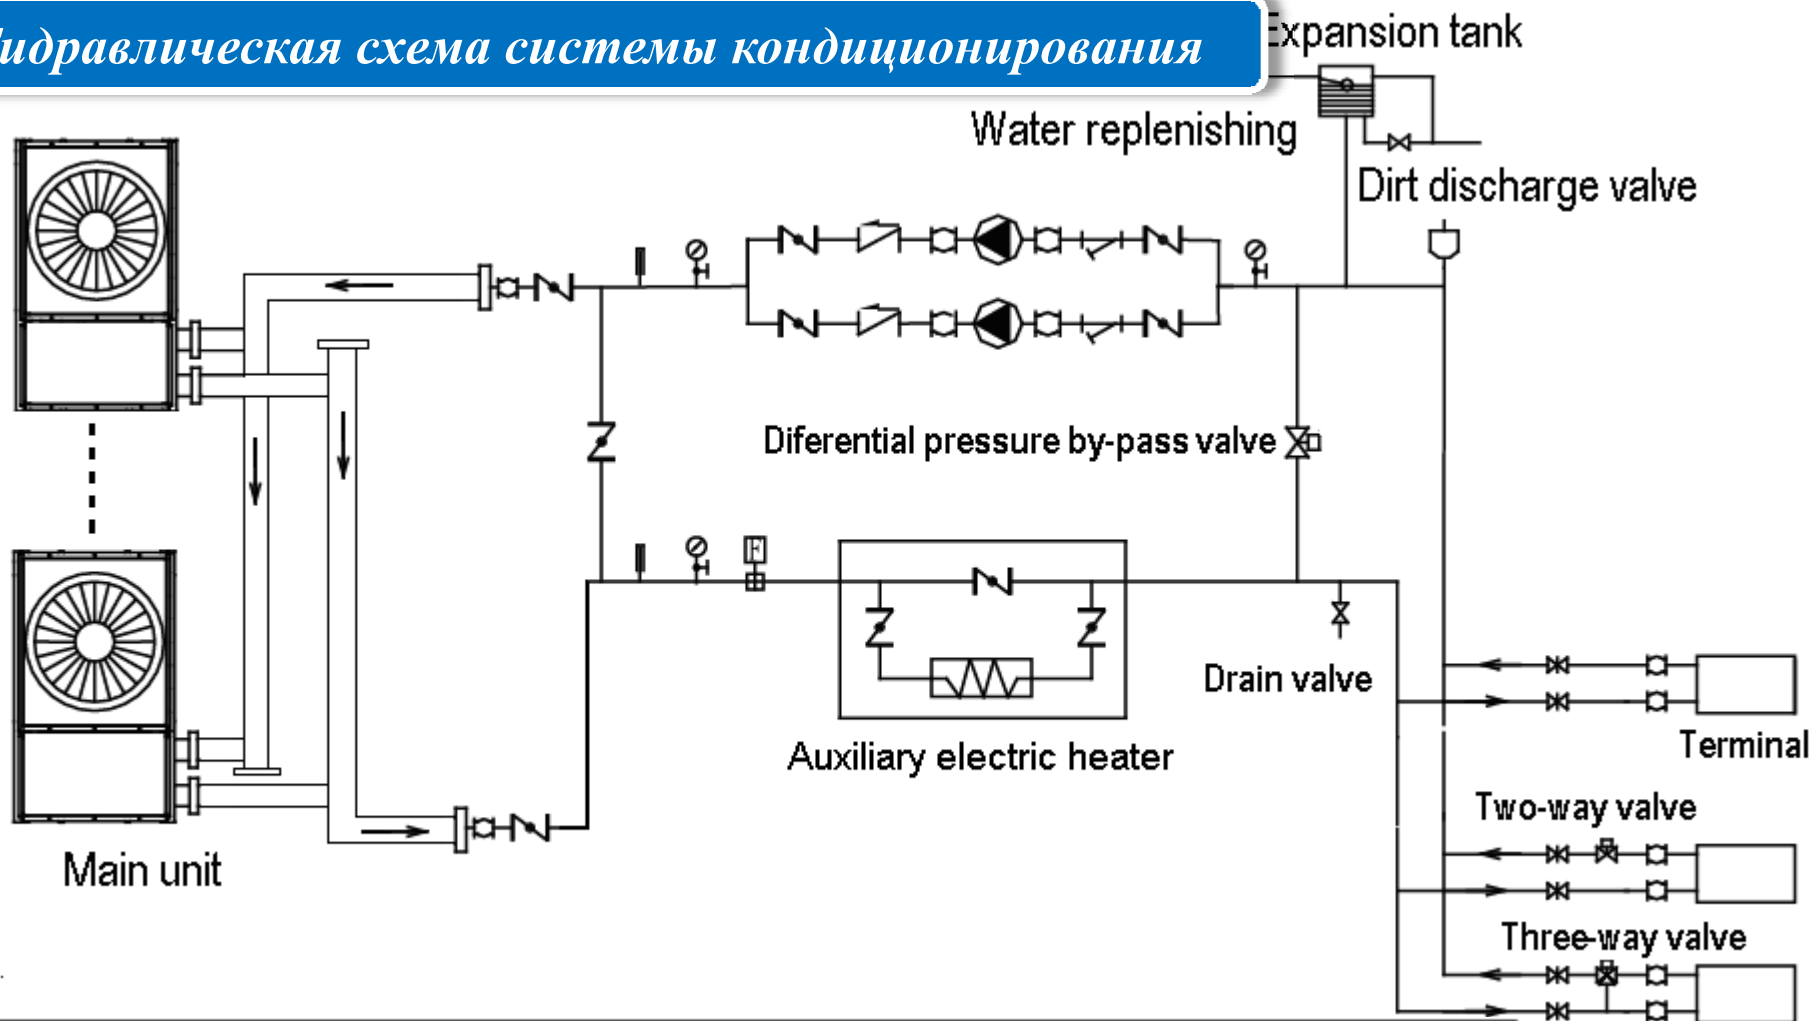 Гидравлическая схема системы кондиционирования
Expansion tank
Water replenishing
Dirt discharge valve
Diferential pressure by-pass valve
F
Drain valve
Auxiliary electric heater
Terminal
Two-way valve
Main unit
Three-way valve